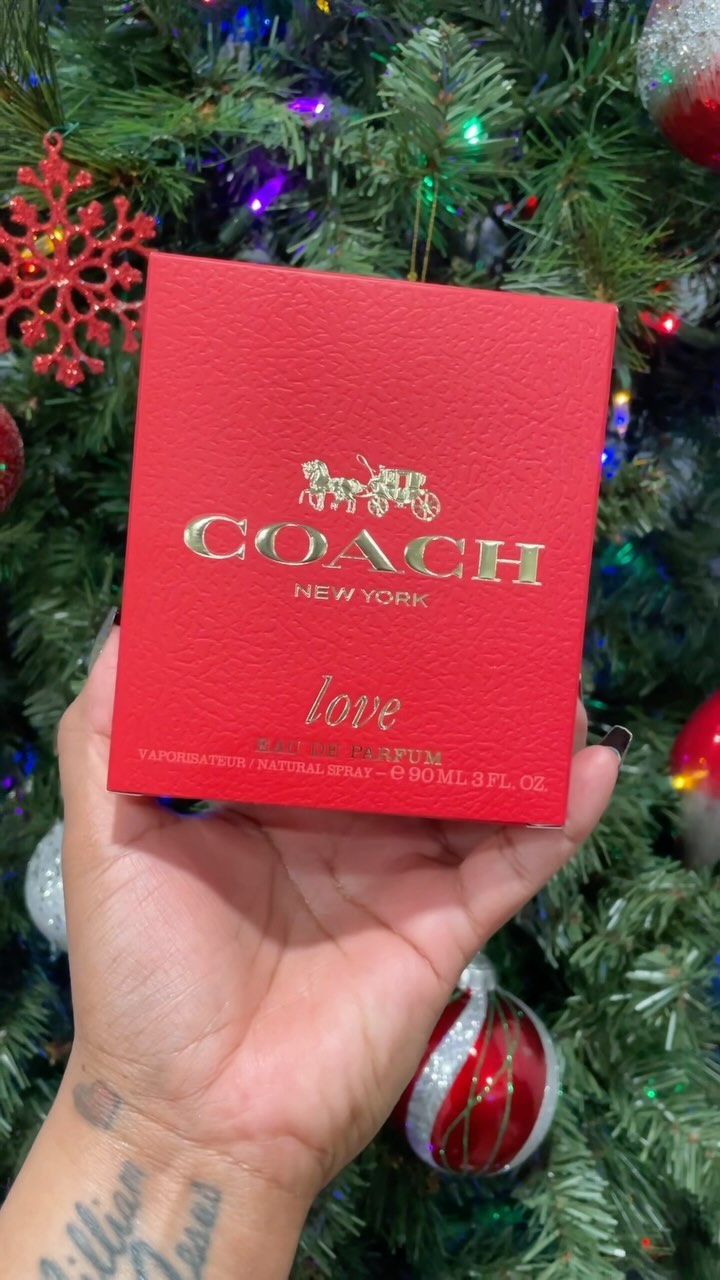 COACH
NEW YORK
love
EAU DE PARFUM
VAPORISATEUR / NATURAL SPRAY – ℮ 90 ML 3 FL. OZ.